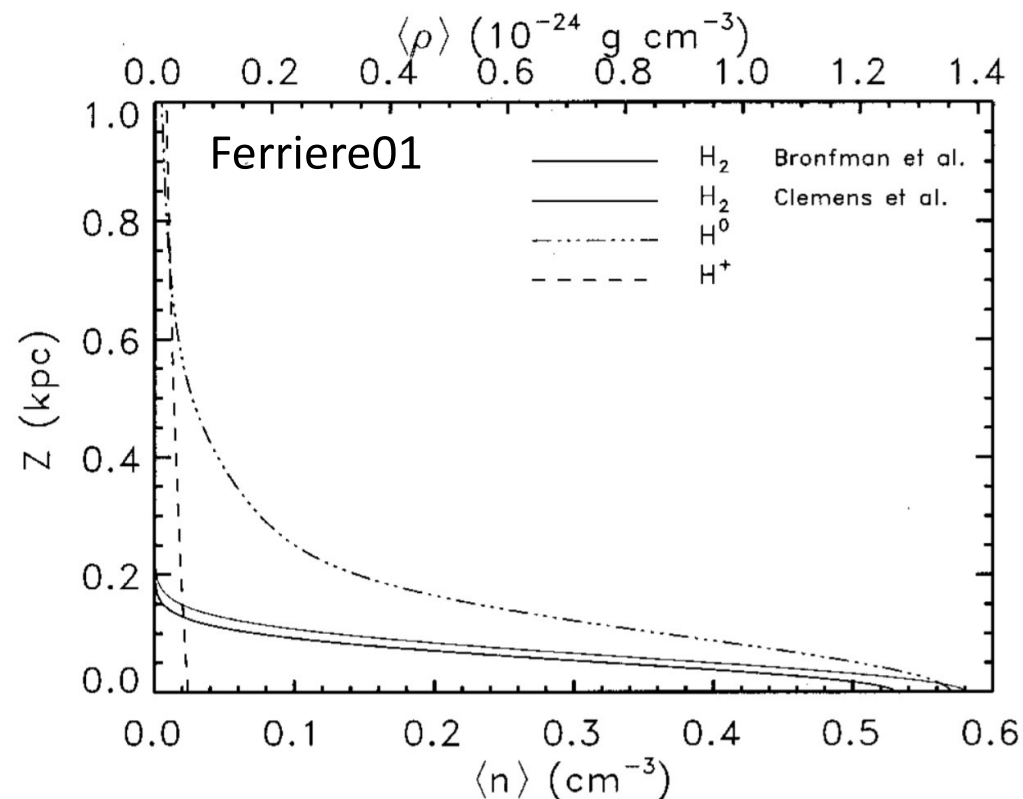 ⟨ρ⟩ (10⁻²⁴ g cm⁻³)
0.0 0.2 0.4 0.6 0.8 1.0 1.2 1.4
Ferriere01
H₂ Bronfman et al.
H₂ Clemens et al.
H⁰
H⁺
Z (kpc)
1.0
0.8
0.6
0.4
0.2
0.0
0.0 0.1 0.2 0.3 0.4 0.5 0.6
⟨n⟩ (cm⁻³)